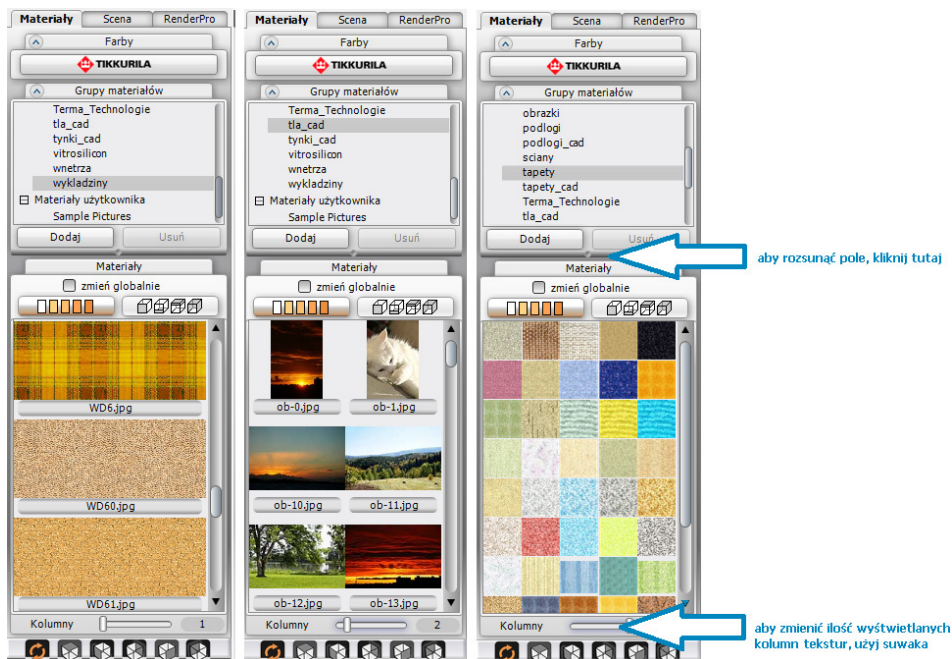 Materiały Scena RenderPro
Farby
TIKKURILA
Grupy materiałów
Terma_Technologie
tla_cad
tynki_cad
vitrosilicon
wnetrza
wykladziny
Materiały użytkownika
Sample Pictures
Dodaj Usuń
Materiały
zmień globalnie
WD6.jpg
WD60.jpg
WD61.jpg
Kolumny 1
Materiały Scena RenderPro
Farby
TIKKURILA
Grupy materiałów
Terma_Technologie
tla_cad
tynki_cad
vitrosilicon
wnetrza
wykladziny
Materiały użytkownika
Sample Pictures
Dodaj Usuń
Materiały
zmień globalnie
ob-0.jpg ob-1.jpg
ob-10.jpg ob-11.jpg
ob-12.jpg ob-13.jpg
Kolumny 2
Materiały Scena RenderPro
Farby
TIKKURILA
Grupy materiałów
obrazki
podlogi
podlogi_cad
sciany
tapety
tapety_cad
Terma_Technologie
tla_cad
Dodaj Usuń
Materiały
zmień globalnie
Kolumny
aby rozsunąć pole, kliknij tutaj
aby zmienić ilość wyśtwietlanych
kolumn tekstur, użyj suwaka